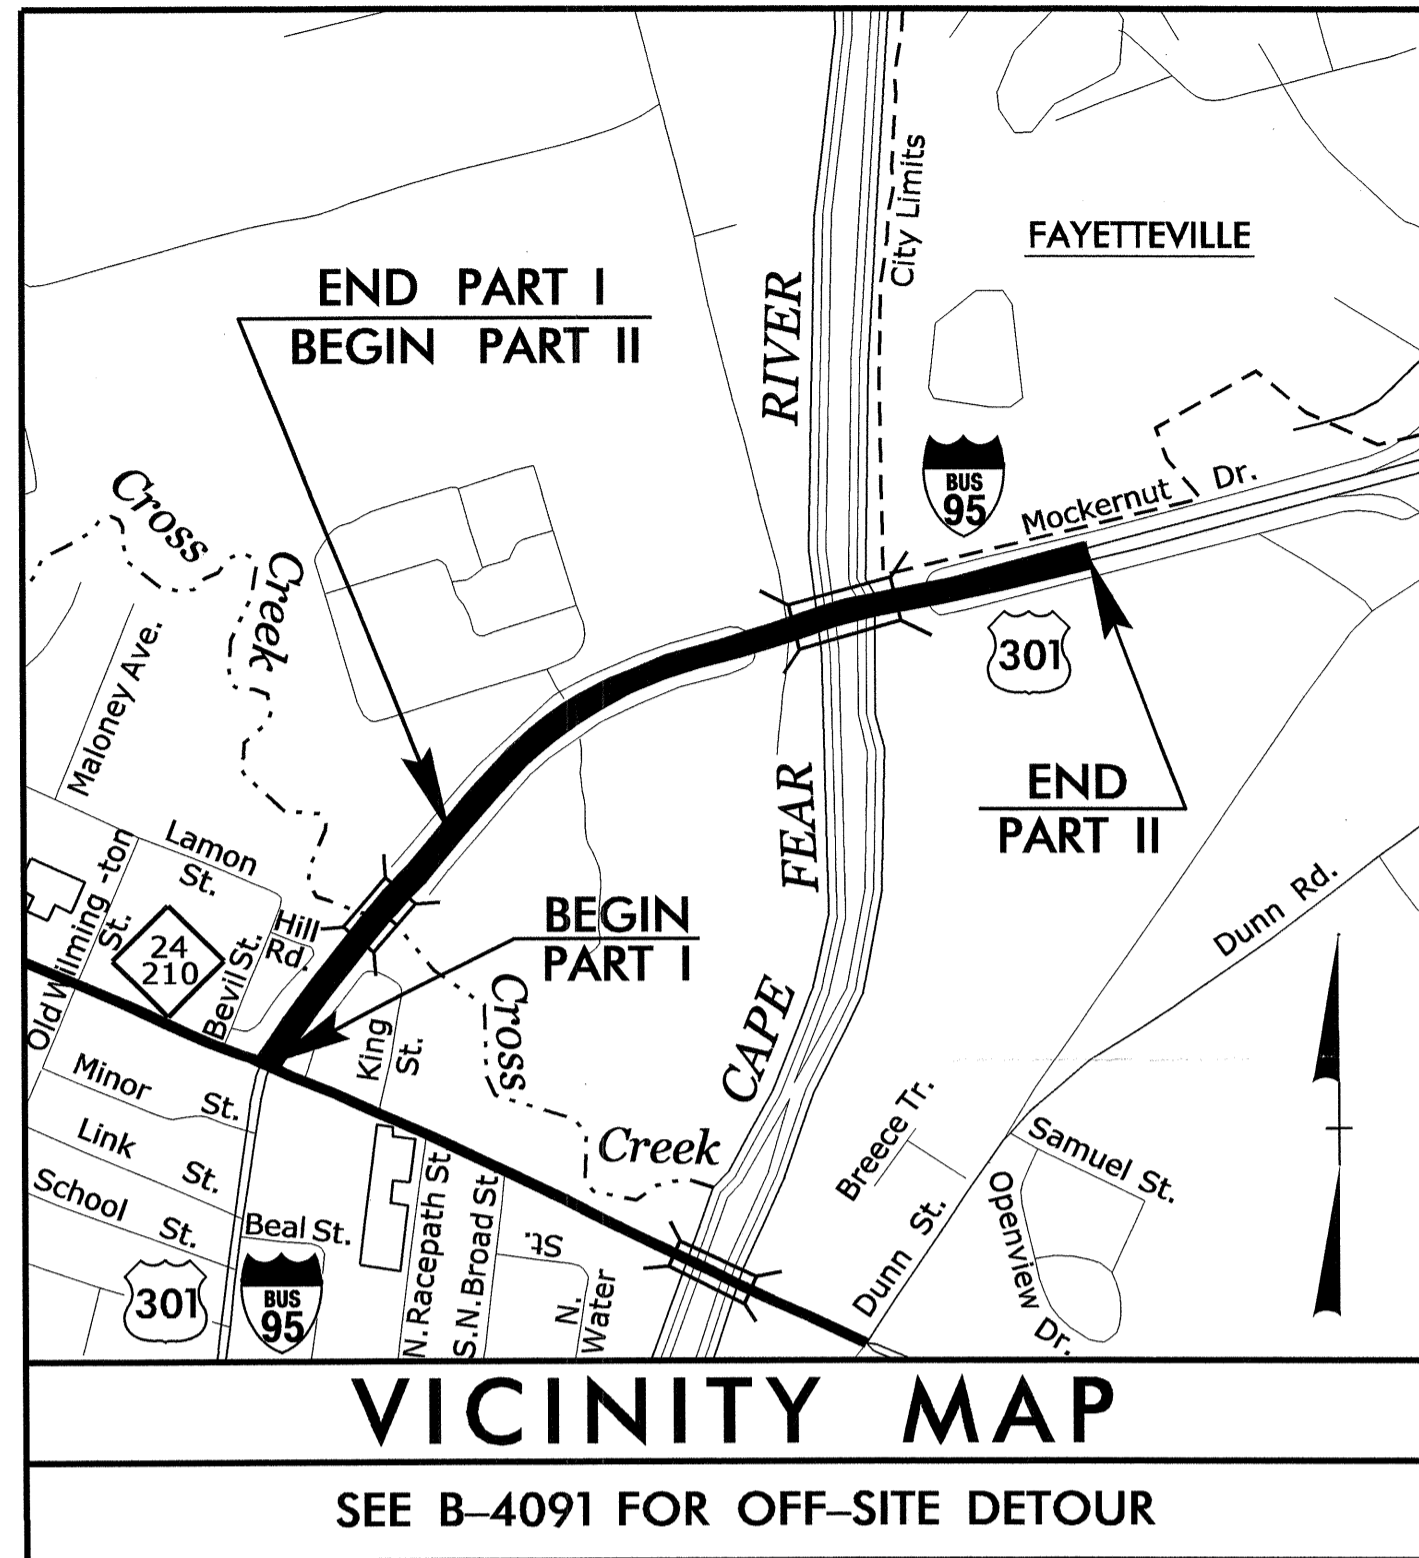 City Limits
FAYETTEVILLE
END PART I
BEGIN PART II
RIVER
BUS
95
Mockernut Dr.
Cross
Creek
301
Maloney Ave.
END
PART II
FEAR
Lamon
St.
Old Wilming-ton
St.
24
210
Bevil St.
Hill
Rd.
BEGIN
PART I
Dunn Rd.
Cross
CAPE
King
St.
Minor St.
Link St.
School St.
Breece Tr.
Samuel St.
Creek
Openview Dr.
Dunn St.
Beal St.
N. Racepath St.
S.N. Broad St.
St.
N.
Water
301
BUS
95
VICINITY MAP
SEE B–4091 FOR OFF–SITE DETOUR